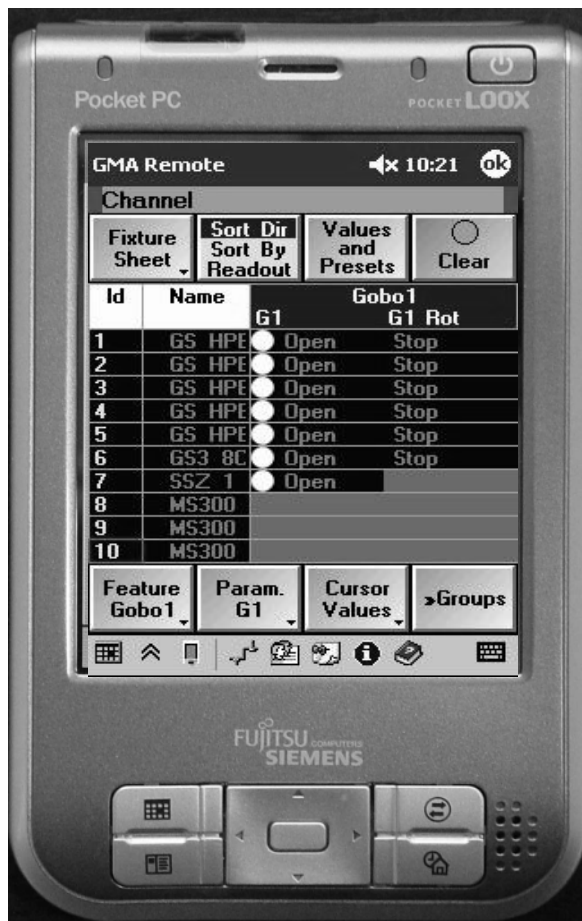 Pocket PC
POCKET LOOX
GMA Remote 10:21 ok
Channel
Fixture Sheet
Sort Dir
Sort By
Readout
Values and Presets
Clear
Id Name Gobo1
G1 G1 Rot
1 GS HPE Open Stop
2 GS HPE Open Stop
3 GS HPE Open Stop
4 GS HPE Open Stop
5 GS HPE Open Stop
6 GS3 8C Open Stop
7 SSZ 1 Open
8 MS300
9 MS300
10 MS300
Feature Gobo1
Param. G1
Cursor Values
»Groups
FUJITSU COMPUTERS
SIEMENS